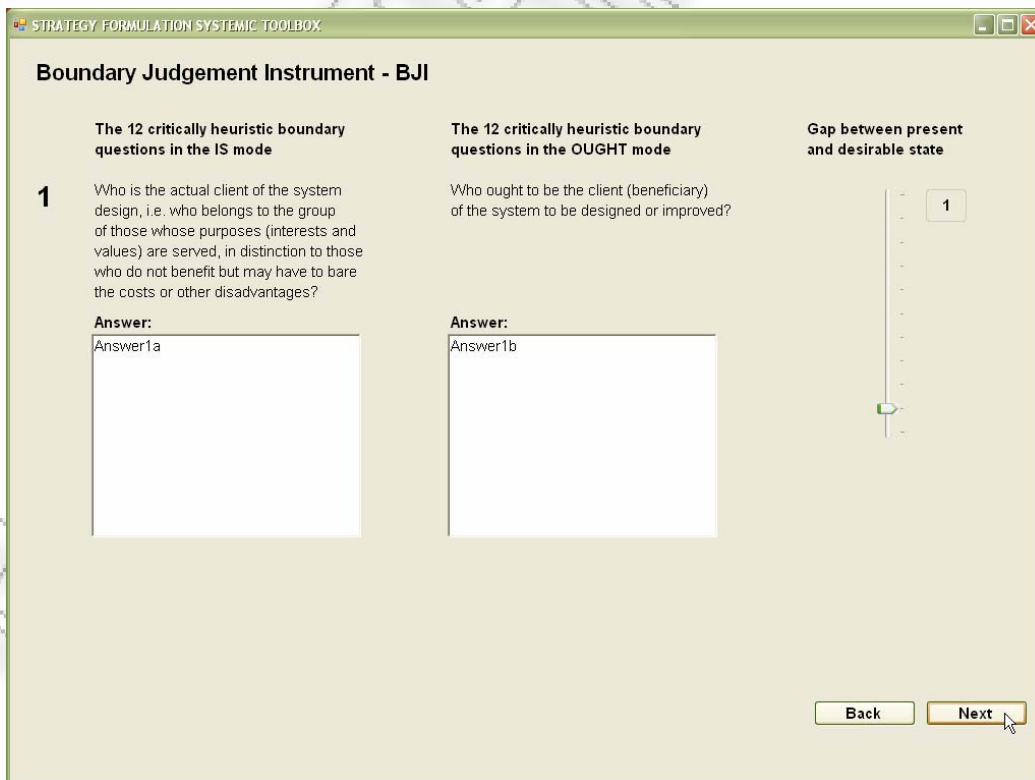 STRATEGY FORMULATION SYSTEMIC TOOLBOX
Boundary Judgement Instrument - BJI
The 12 critically heuristic boundary
questions in the IS mode
The 12 critically heuristic boundary
questions in the OUGHT mode
Gap between present
and desirable state
1
Who is the actual client of the system
design, i.e. who belongs to the group
of those whose purposes (interests and
values) are served, in distinction to those
who do not benefit but may have to bare
the costs or other disadvantages?
Who ought to be the client (beneficiary)
of the system to be designed or improved?
1
Answer:
Answer1a
Answer:
Answer1b
Back
Next